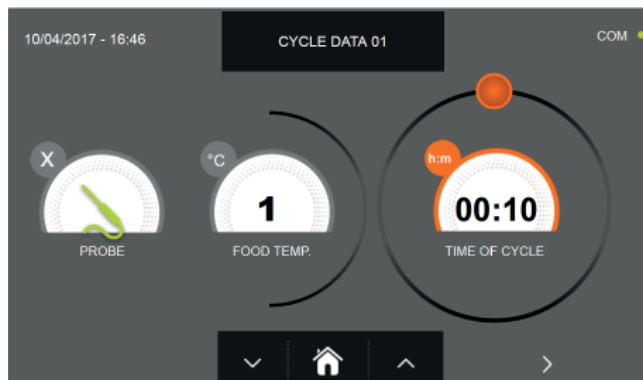 10/04/2017 - 16:46
CYCLE DATA 01
COM
X
°C
h:m
1
00:10
PROBE
FOOD TEMP.
TIME OF CYCLE